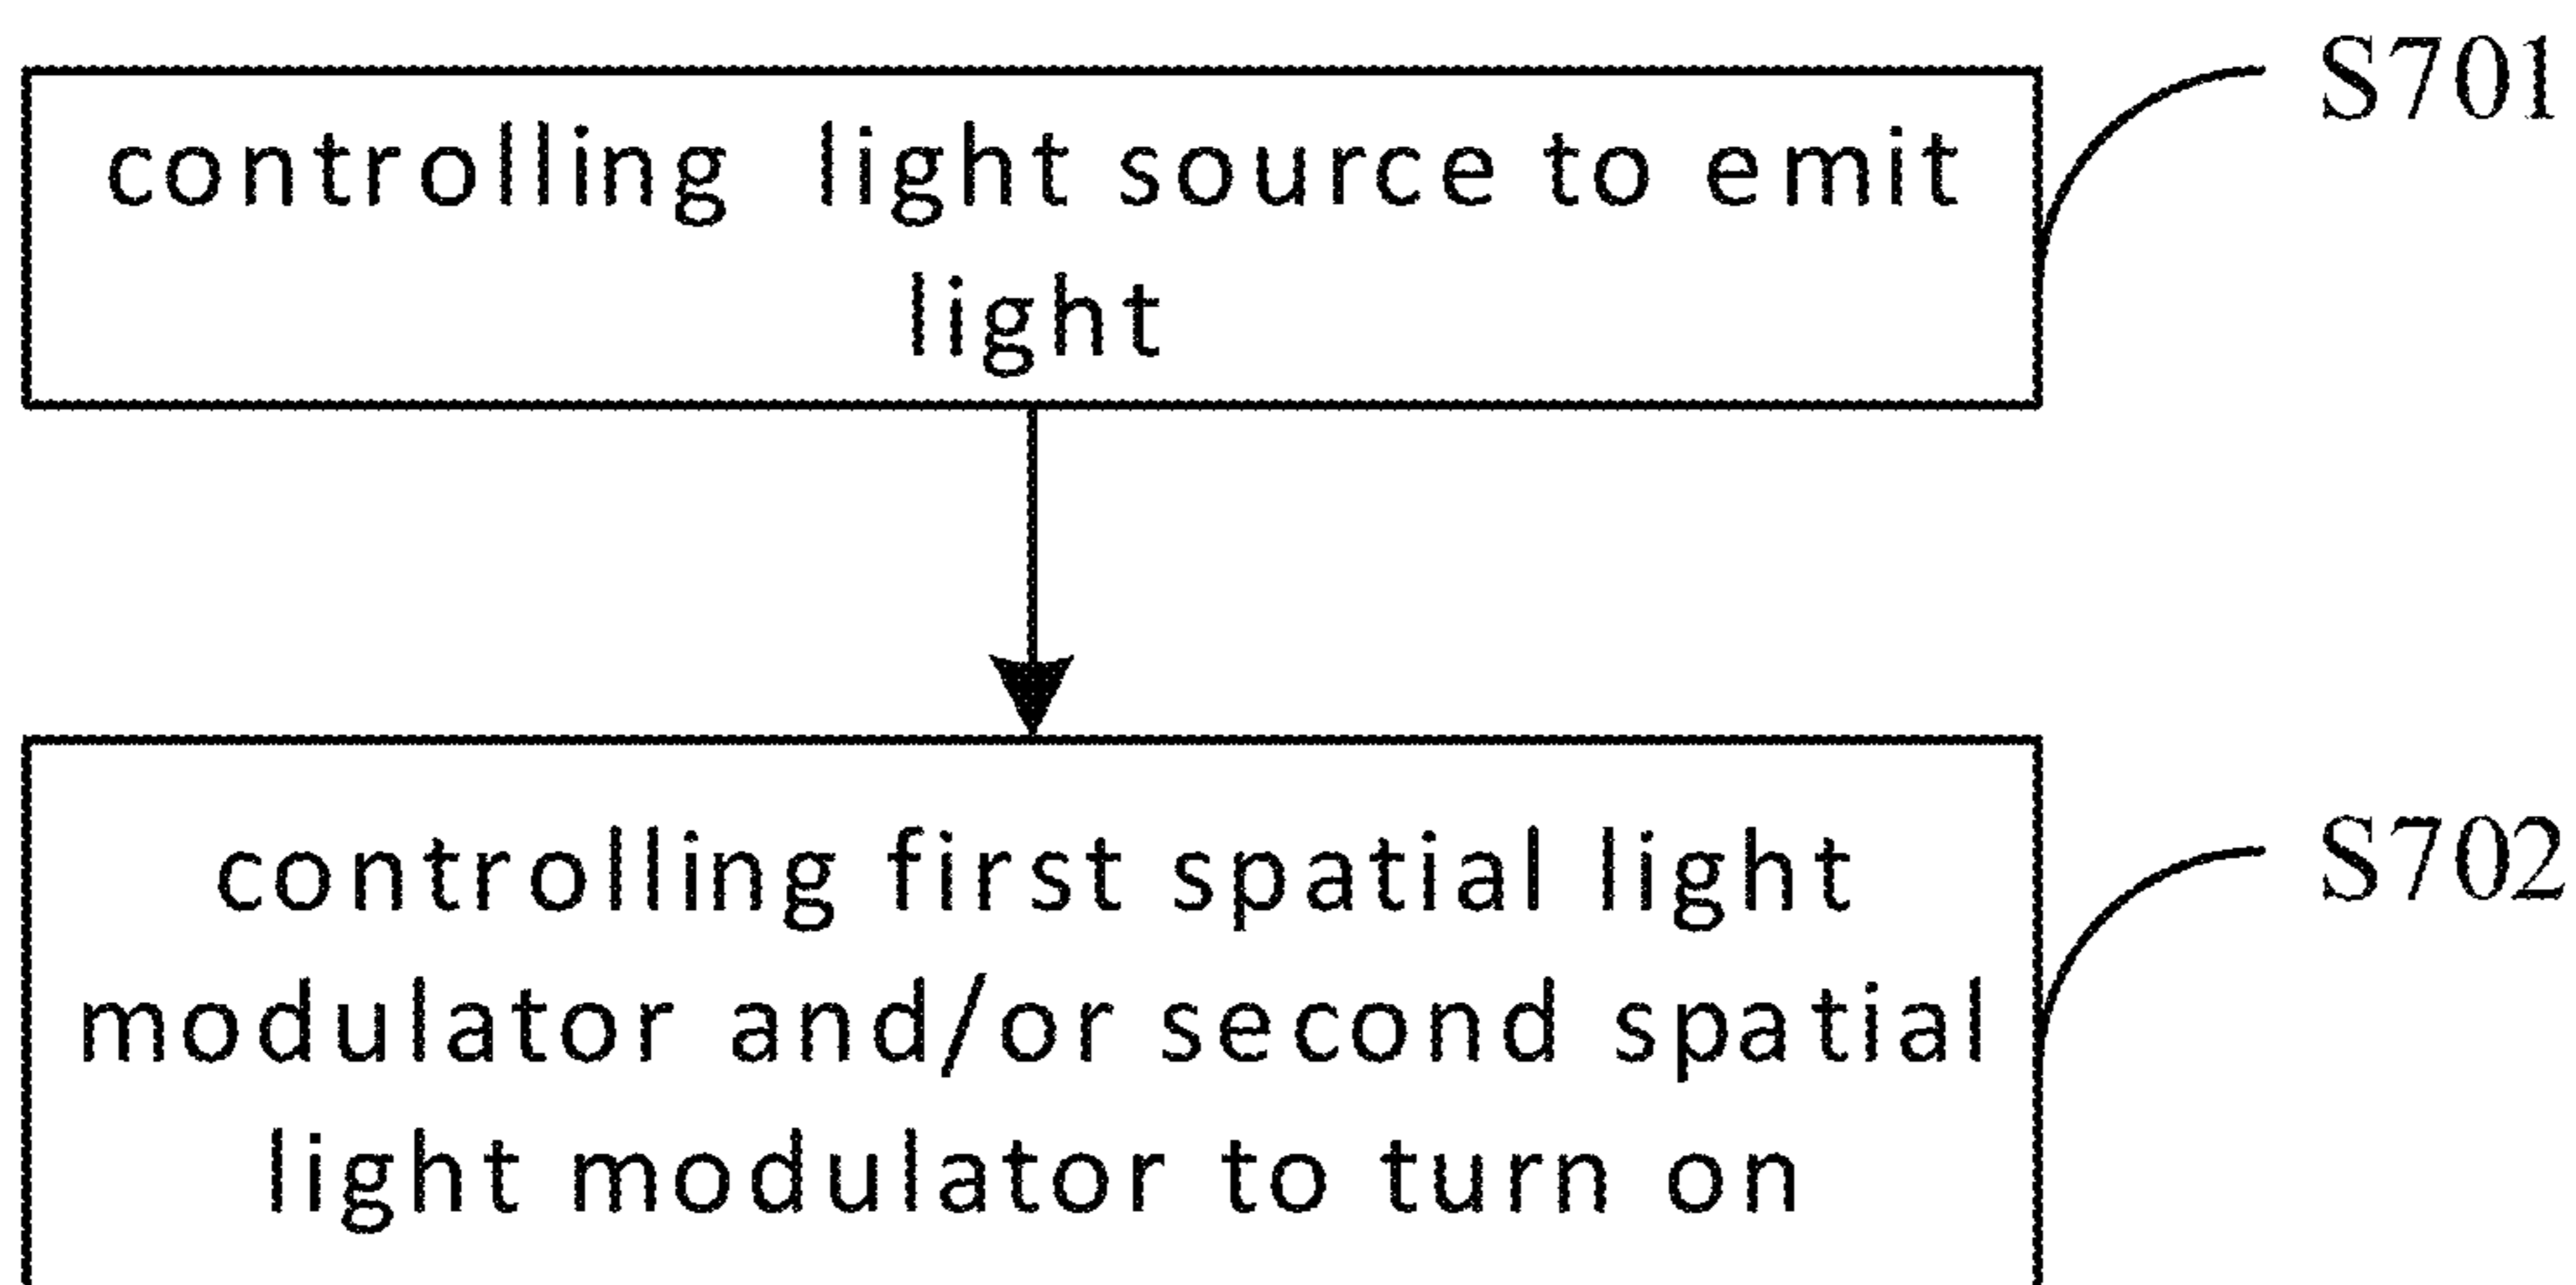 S701
controlling light source to emit
light
controlling first spatial light
modulator and/or second spatial
light modulator to turn on
S702